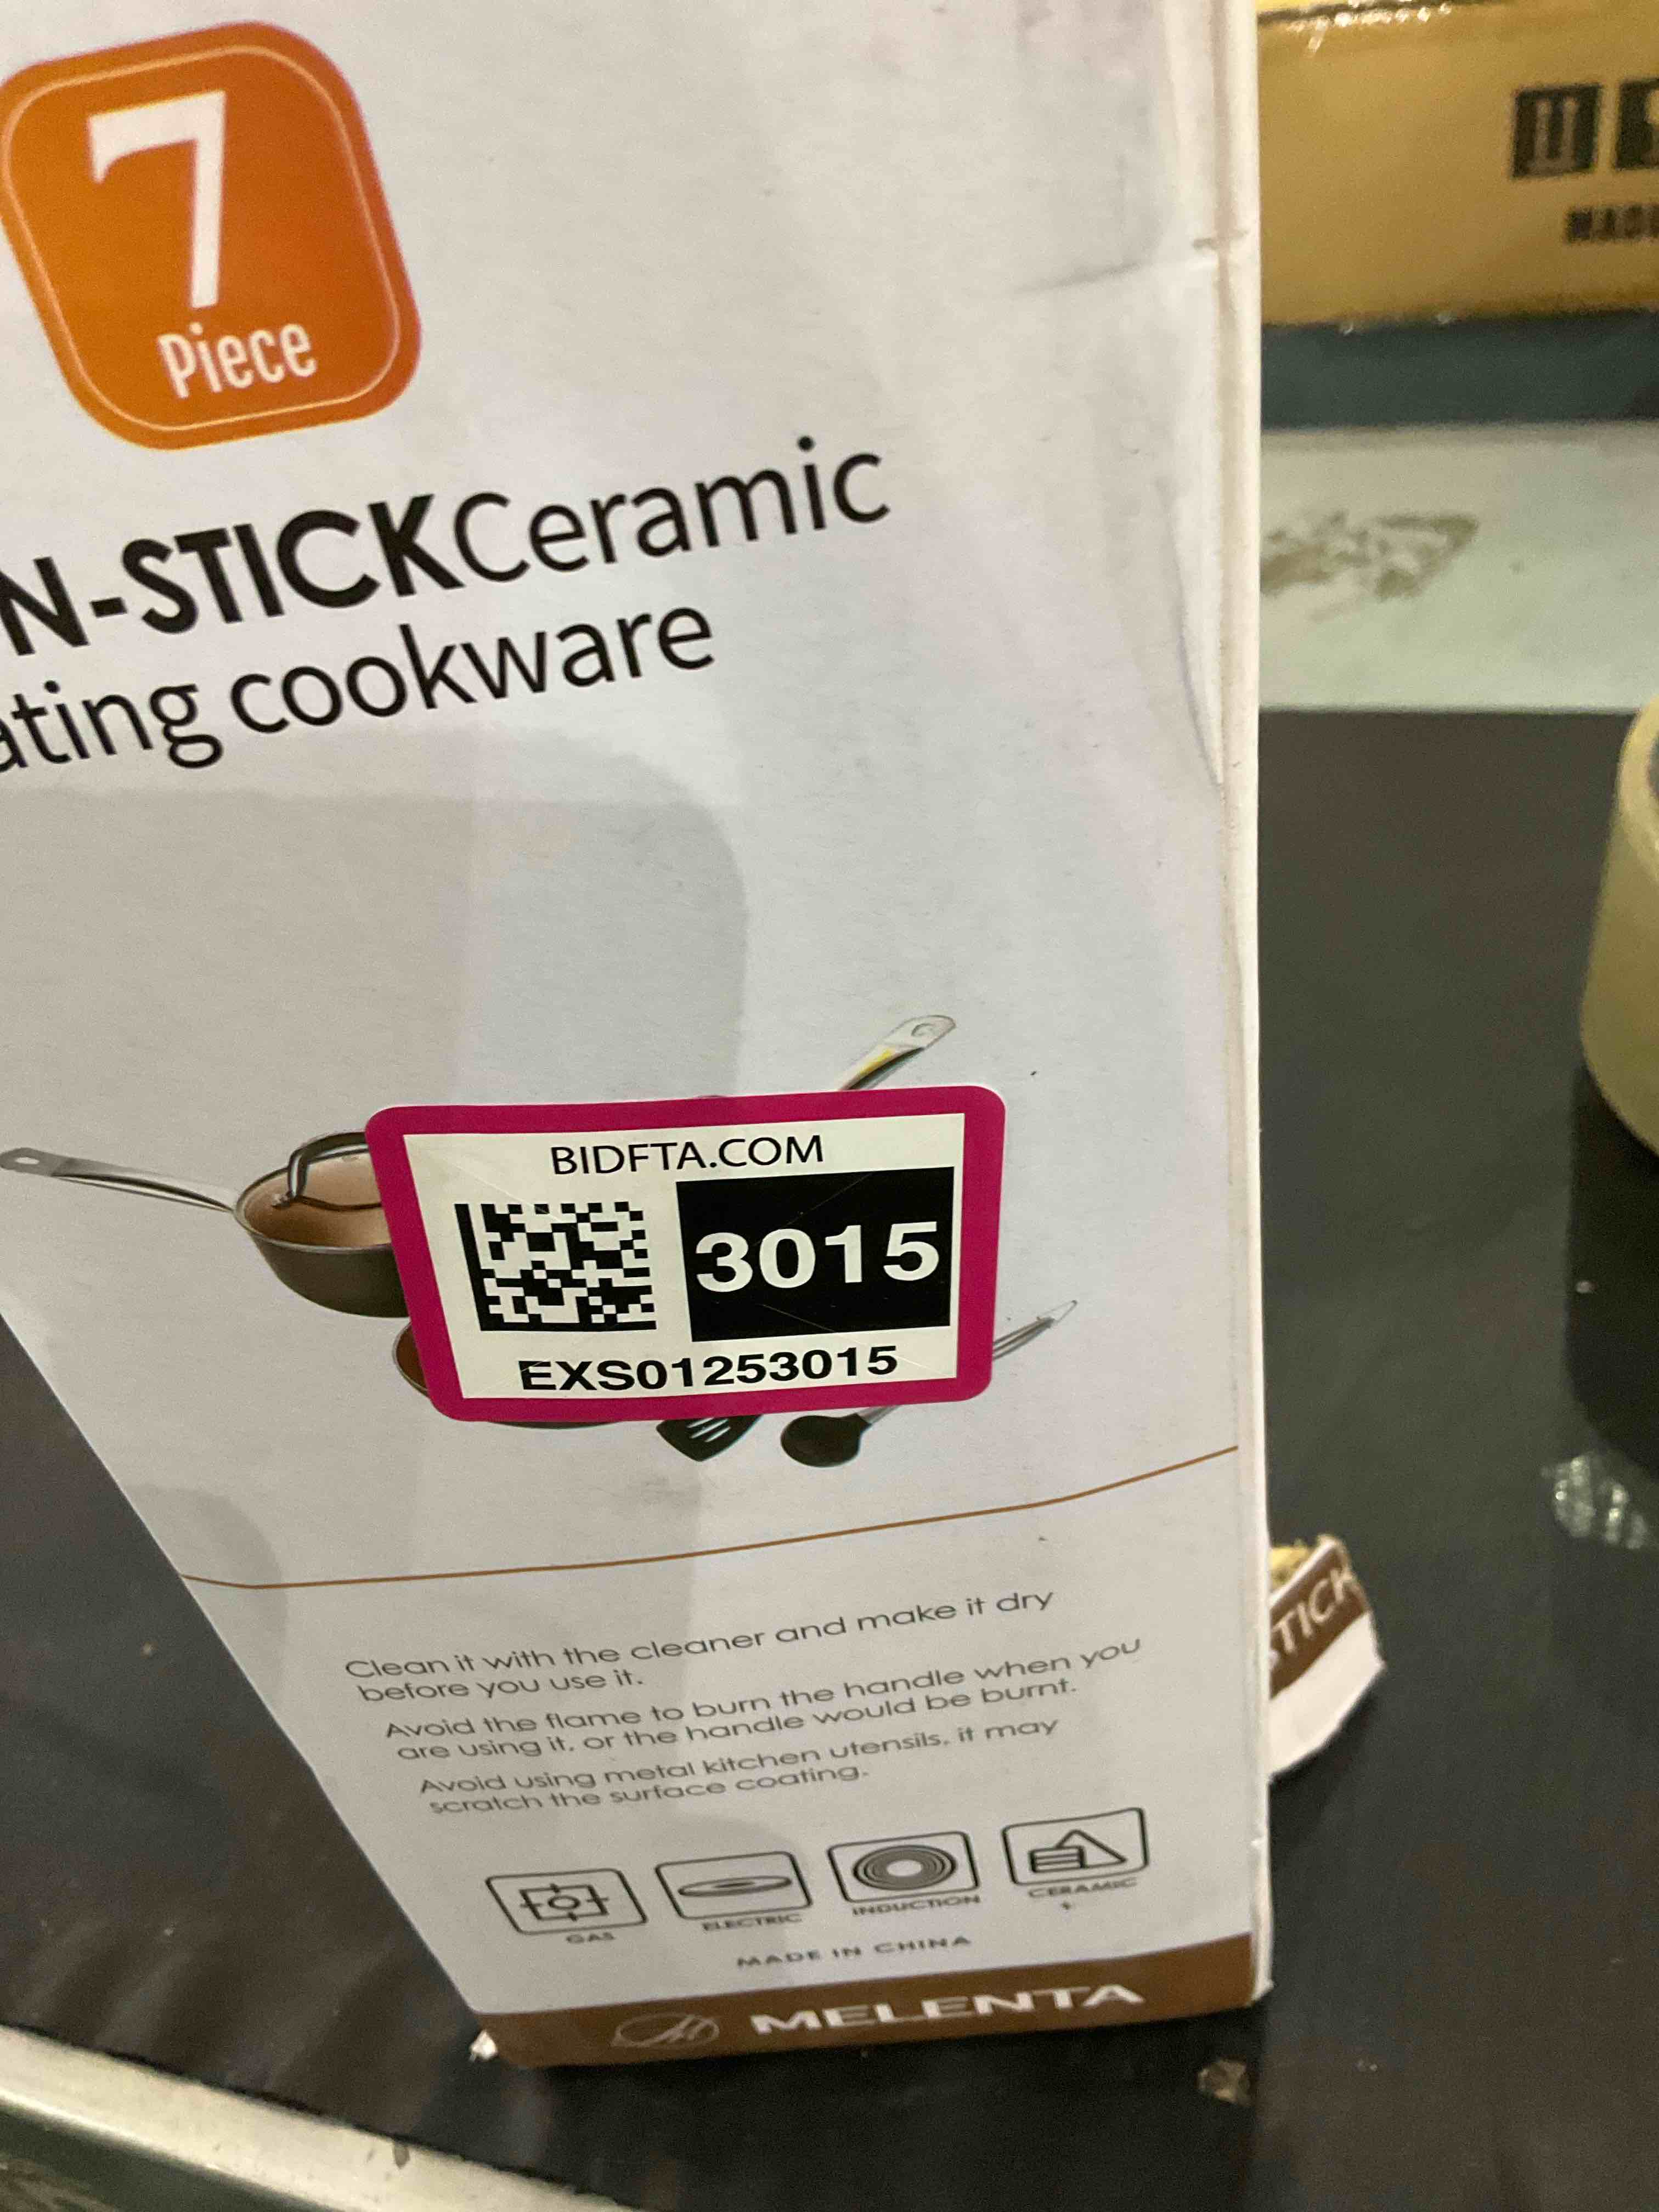 7
Piece
N-STICKCeramic
ating cookware
BIDFTA.COM
3015
EXS01253015
Clean it with the cleaner and make it dry
before you use it.
Avoid the flame to burn the handle when you
are using it, or the handle would be burnt.
Avoid using metal kitchen utensils, it may
scratch the surface coating.
GAS
ELECTRIC
INDUCTION
CERAMIC
MADE IN CHINA
MELENTA
STICK